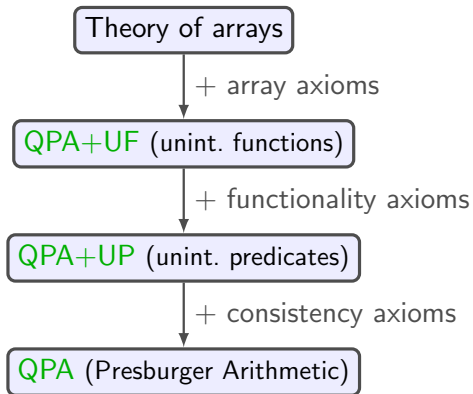 Theory of arrays
+ array axioms
QPA+UF (unint. functions)
+ functionality axioms
QPA+UP (unint. predicates)
+ consistency axioms
QPA (Presburger Arithmetic)